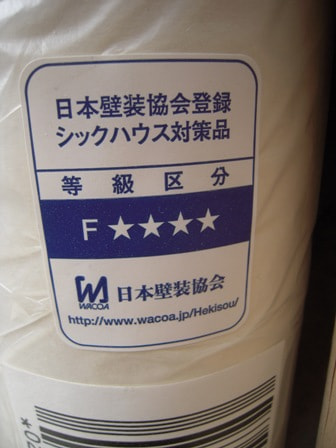 日本壁装協会登録
シックハウス対策品
等級区分
F★★★★
WACOA 日本壁装協会
http://www.wacoa.jp/Hekisou/